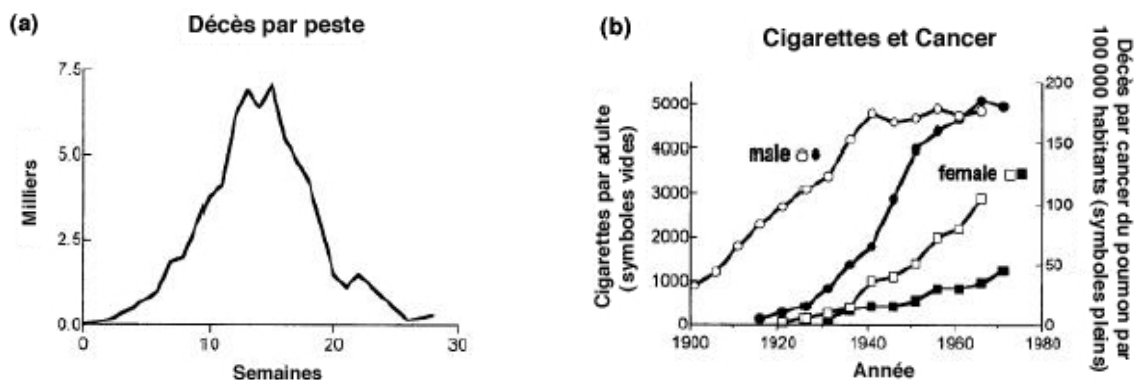 (a)
Décès par peste
7.5
5.0
2.5
0.0
Milliers
0
10
20
30
Semaines
(b)
Cigarettes et Cancer
5000
4000
3000
2000
1000
0
Cigarettes par adulte
(symboles vides)
male
female
200
150
100
50
0
Décès par cancer du poumon par
100 000 habitants (symboles pleins)
1900
1920
1940
1960
1980
Année